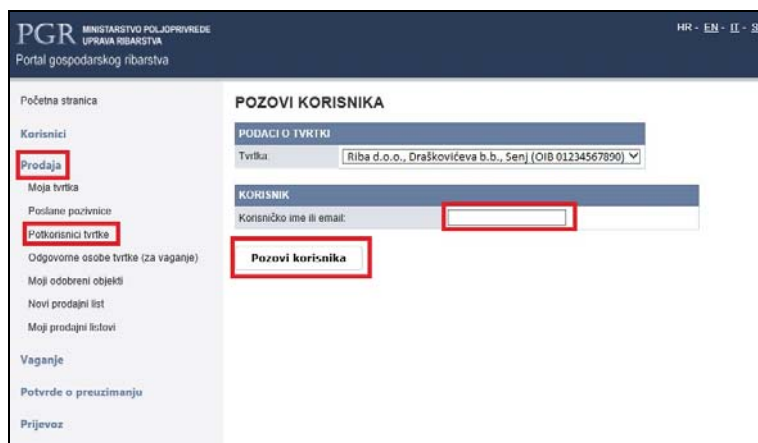 PGR MINISTARSTVO POLJOPRIVREDE
UPRAVA RIBARSTVA
Portal gospodarskog ribarstva
HR - EN - IT - S
Početna stranica
Korisnici
Prodaja
Moja tvrtka
Poslane pozivnice
Potkorisnici tvrtke
Odgovorne osobe tvrtke (za vaganje)
Moji odobreni objekti
Novi prodajni list
Moji prodajni listovi
Vaganje
Potvrde o preuzimanju
Prijevoz
POZOVI KORISNIKA
PODACI O TVRTKI
Tvrtka: Riba d.o.o., Draškovićeva b.b., Senj (OIB 01234567890)
KORISNIK
Korisničko ime ili email:
Pozovi korisnika